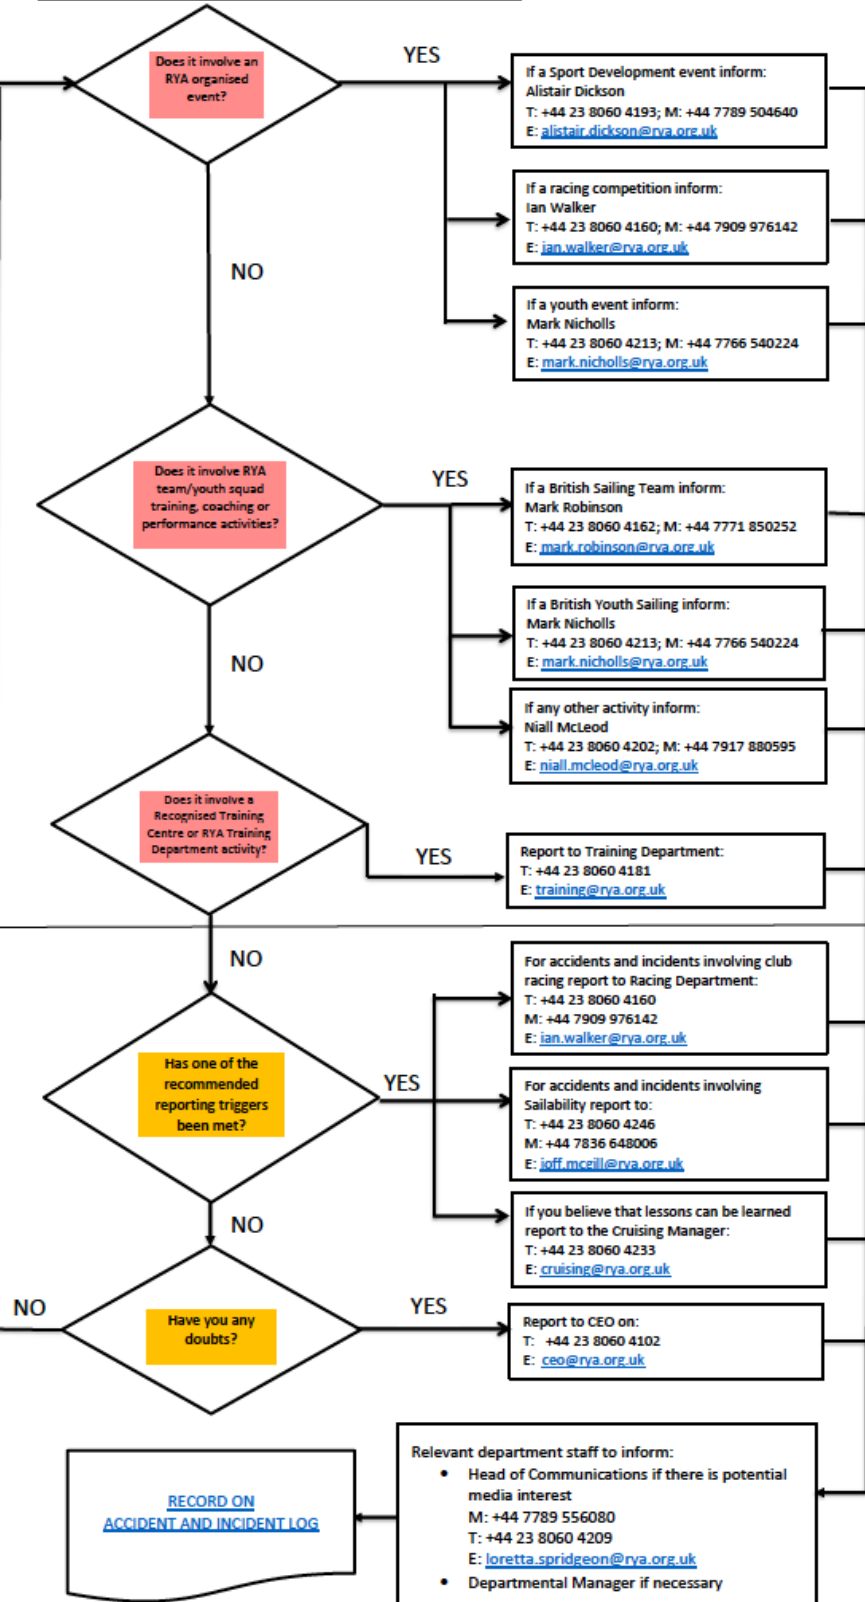 Does it involve an
RYA organised
event?
YES
If a Sport Development event inform:
Alistair Dickson
T: +44 23 8060 4193; M: +44 7789 504640
E: alistair.dickson@rya.org.uk
If a racing competition inform:
Ian Walker
T: +44 23 8060 4160; M: +44 7909 976142
E: ian.walker@rya.org.uk
NO
If a youth event inform:
Mark Nicholls
T: +44 23 8060 4213; M: +44 7766 540224
E: mark.nicholls@rya.org.uk
Does it involve RYA
team/youth squad
training, coaching or
performance activities?
YES
If a British Sailing Team inform:
Mark Robinson
T: +44 23 8060 4162; M: +44 7771 850252
E: mark.robinson@rya.org.uk
If a British Youth Sailing inform:
Mark Nicholls
T: +44 23 8060 4213; M: +44 7766 540224
E: mark.nicholls@rya.org.uk
NO
If any other activity inform:
Niall McLeod
T: +44 23 8060 4202; M: +44 7917 880595
E: niall.mcleod@rya.org.uk
Does it involve a
Recognised Training
Centre or RYA Training
Department activity?
YES
Report to Training Department:
T: +44 23 8060 4181
E: training@rya.org.uk
NO
For accidents and incidents involving club
racing report to Racing Department:
T: +44 23 8060 4160
M: +44 7909 976142
E: ian.walker@rya.org.uk
Has one of the
recommended
reporting triggers
been met?
YES
For accidents and incidents involving
Sailability report to:
T: +44 23 8060 4246
M: +44 7836 648006
E: joff.mcgill@rya.org.uk
NO
If you believe that lessons can be learned
report to the Cruising Manager:
T: +44 23 8060 4233
E: cruising@rya.org.uk
NO
Have you any
doubts?
YES
Report to CEO on:
T: +44 23 8060 4102
E: ceo@rya.org.uk
RECORD ON
ACCIDENT AND INCIDENT LOG
Relevant department staff to inform:
• Head of Communications if there is potential
media interest
M: +44 7789 556080
T: +44 23 8060 4209
E: loretta.spridgeon@rya.org.uk
• Departmental Manager if necessary